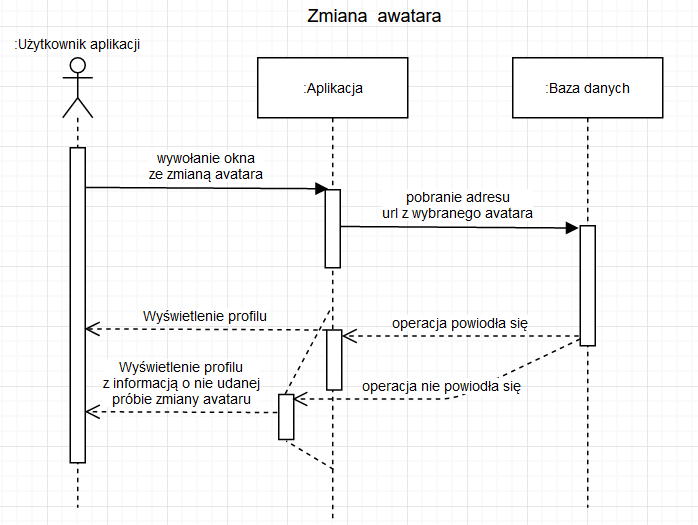 Zmiana awatara
:Użytkownik aplikacji
:Aplikacja
:Baza danych
wywołanie okna
ze zmianą avatara
pobranie adresu
url z wybranego avatara
Wyświetlenie profilu
operacja powiodła się
Wyświetlenie profilu
z informacją o nie udanej
próbie zmiany avataru
operacja nie powiodła się